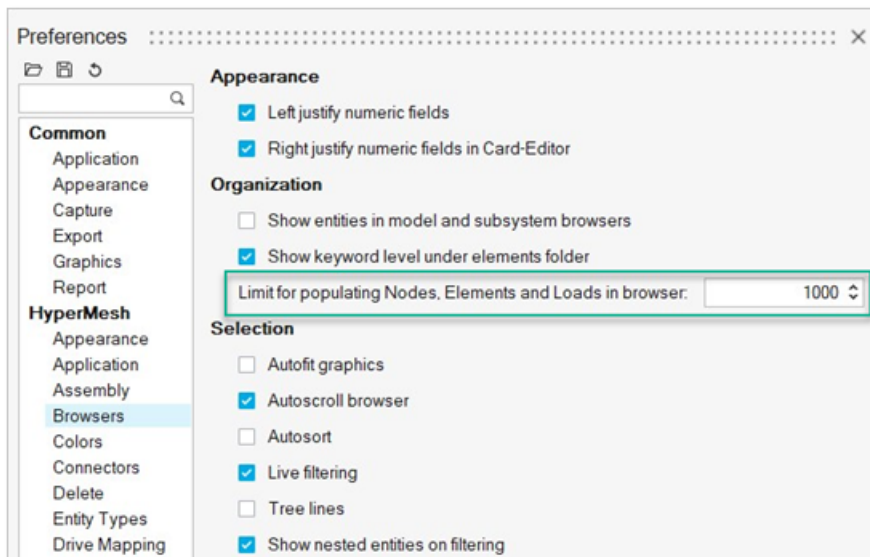 Preferences
Common
Application
Appearance
Capture
Export
Graphics
Report
HyperMesh
Appearance
Application
Assembly
Browsers
Colors
Connectors
Delete
Entity Types
Drive Mapping
Appearance
Left justify numeric fields
Right justify numeric fields in Card-Editor
Organization
Show entities in model and subsystem browsers
Show keyword level under elements folder
Limit for populating Nodes, Elements and Loads in browser: 1000
Selection
Autofit graphics
Autoscroll browser
Autosort
Live filtering
Tree lines
Show nested entities on filtering